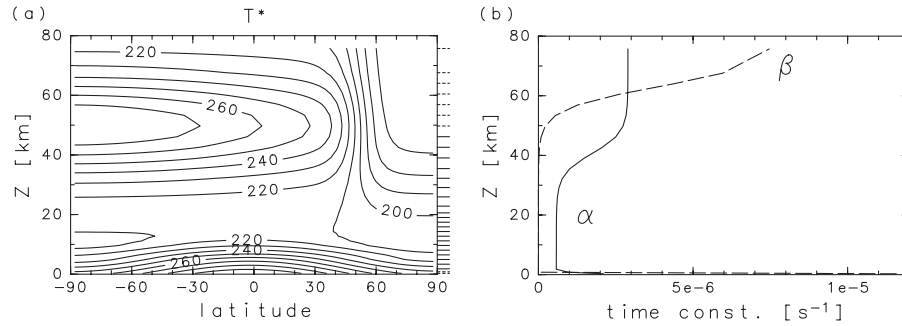 (a) T*
80
60
40
20
0
Z [km]
220
260
240
220
200
220
240
260
-90 -60 -30 0 30 60 90
latitude
(b)
80
60
40
20
0
Z [km]
β
α
0 5e-6 1e-5
time const. [s⁻¹]